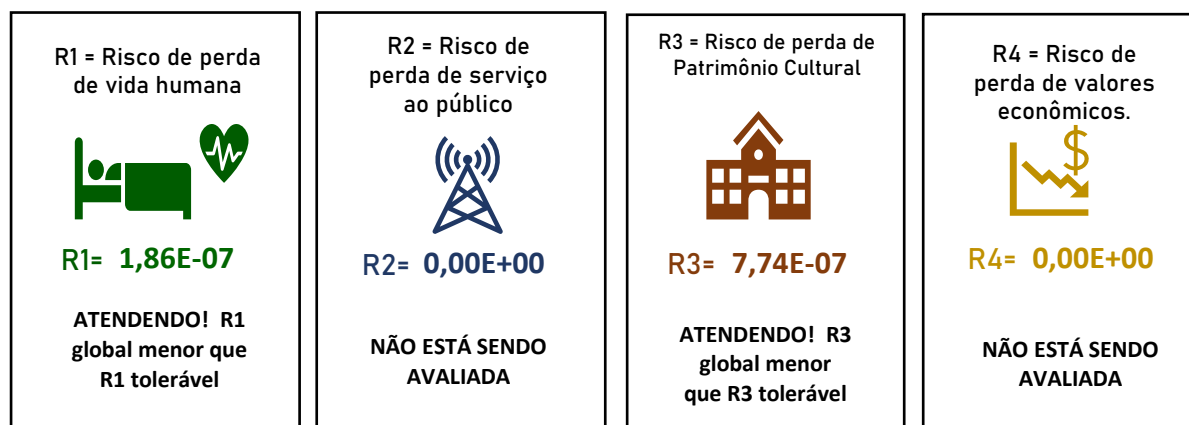 R1 = Risco de perda
de vida humana
R1= 1,86E-07
ATENDENDO! R1
global menor que
R1 tolerável
R2 = Risco de
perda de serviço
ao público
R2= 0,00E+00
NÃO ESTÁ SENDO
AVALIADA
R3 = Risco de perda de
Patrimônio Cultural
R3= 7,74E-07
ATENDENDO! R3
global menor
que R3 tolerável
R4 = Risco de
perda de valores
econômicos.
$
R4= 0,00E+00
NÃO ESTÁ SENDO
AVALIADA